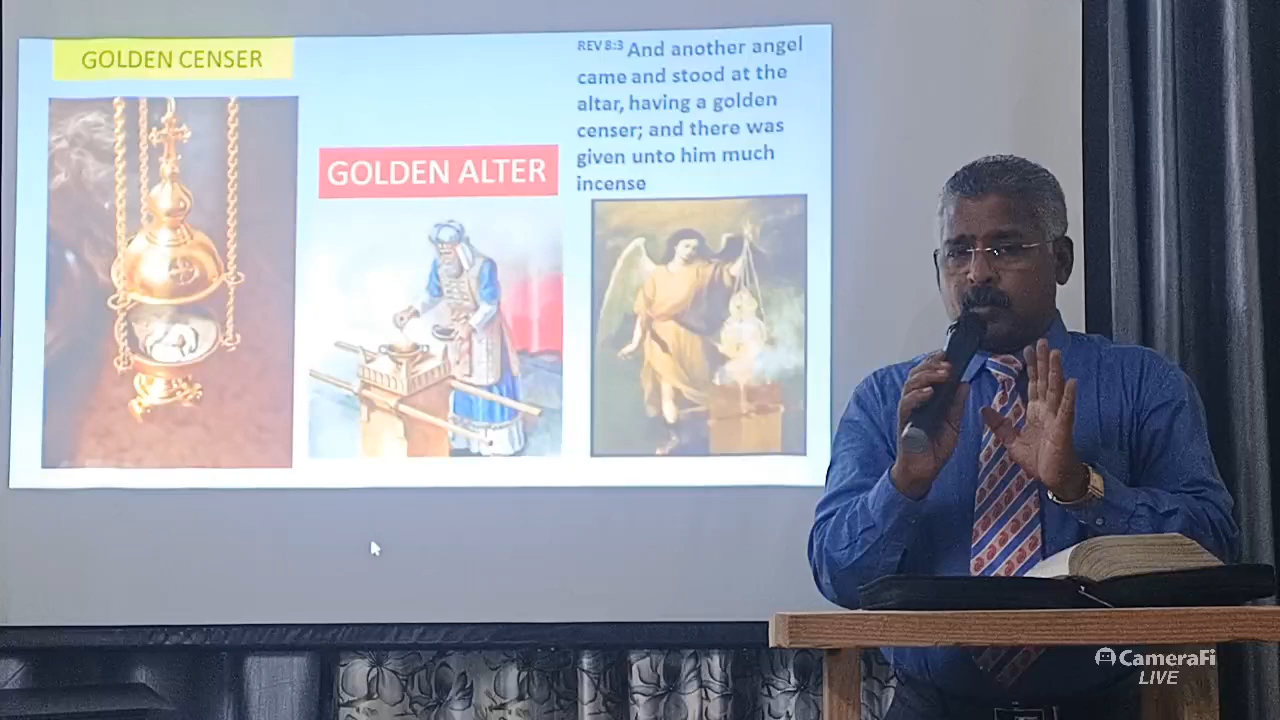 GOLDEN CENSER
GOLDEN ALTER
REV 8:3 And another angel
came and stood at the
altar, having a golden
censer; and there was
given unto him much
incense
CameraFi
LIVE